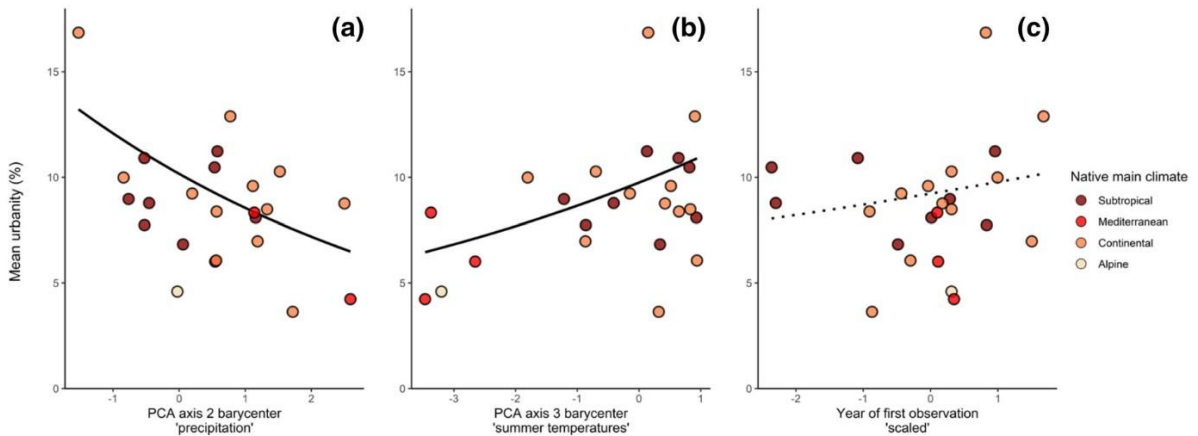 (a)
(b)
(c)
Mean urbanity (%)
15
10
5
0
-1
0
1
2
PCA axis 2 barycenter
'precipitation'
15
10
5
0
-3
-2
-1
0
1
PCA axis 3 barycenter
'summer temperatures'
15
10
5
0
-2
-1
0
1
Year of first observation
'scaled'
Native main climate
Subtropical
Mediterranean
Continental
Alpine